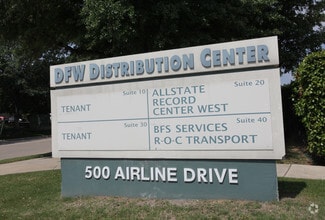 DFW DISTRIBUTION CENTER
Suite 10
TENANT
Suite 20
ALLSTATE
RECORD
CENTER WEST
Suite 30
TENANT
Suite 40
BFS SERVICES
R·O·C TRANSPORT
500 AIRLINE DRIVE